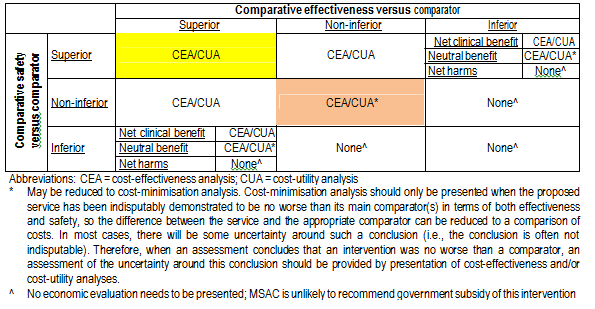 Comparative effectiveness versus comparator
Superior Non-inferior Inferior
Comparative safety
versus comparator
Superior CEA/CUA CEA/CUA Net clinical benefit CEA/CUA
Neutral benefit CEA/CUA*
Net harms None^
Non-inferior CEA/CUA CEA/CUA* None^
Inferior Net clinical benefit CEA/CUA None^ None^
Neutral benefit CEA/CUA*
Net harms None^
Abbreviations: CEA = cost-effectiveness analysis; CUA = cost-utility analysis
* May be reduced to cost-minimisation analysis. Cost-minimisation analysis should only be presented when the proposed
service has been indisputably demonstrated to be no worse than its main comparator(s) in terms of both effectiveness
and safety, so the difference between the service and the appropriate comparator can be reduced to a comparison of
costs. In most cases, there will be some uncertainty around such a conclusion (i.e., the conclusion is often not
indisputable). Therefore, when an assessment concludes that an intervention was no worse than a comparator, an
assessment of the uncertainty around this conclusion should be provided by presentation of cost-effectiveness and/or
cost-utility analyses.
^ No economic evaluation needs to be presented; MSAC is unlikely to recommend government subsidy of this intervention